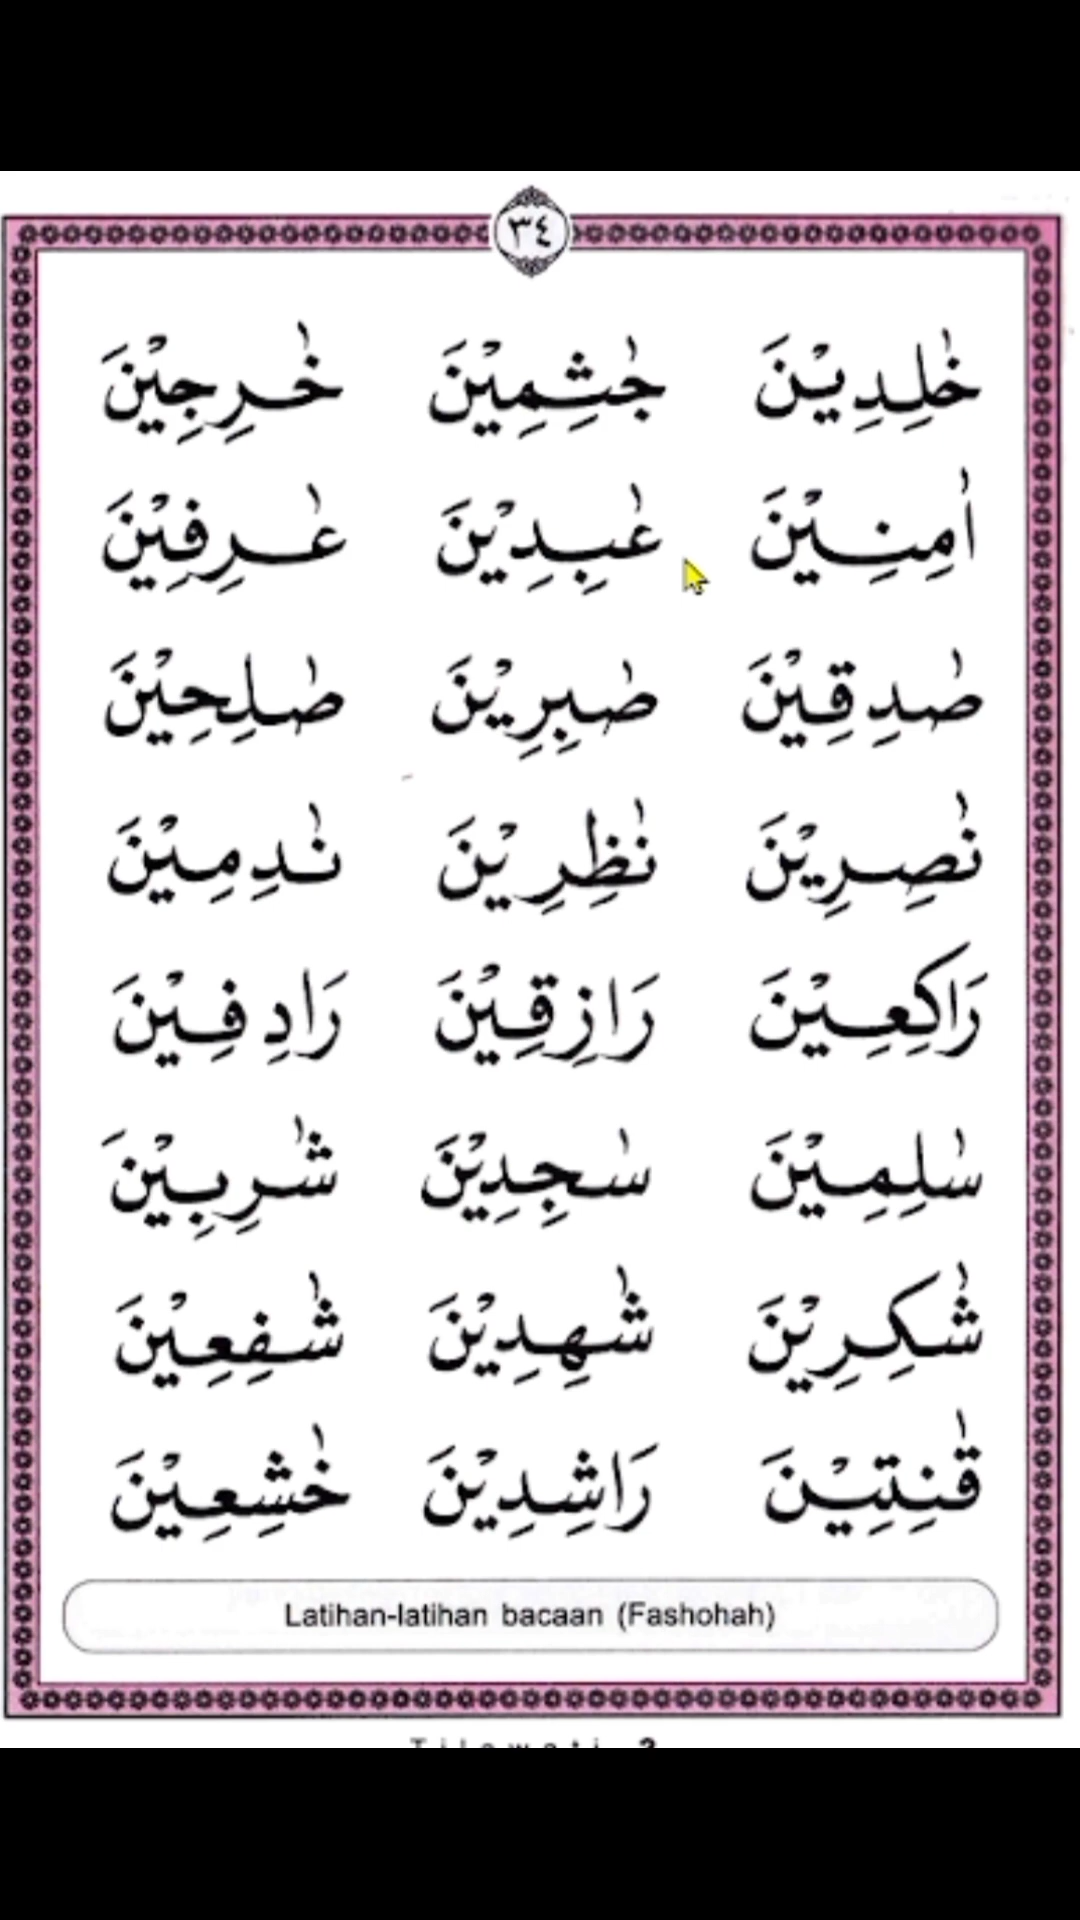 ٣٤
خٰلِدِيْنَ جٰثِمِيْنَ خٰرِجِيْنَ
اٰمِنِيْنَ عٰبِدِيْنَ عٰرِفِيْنَ
صٰدِقِيْنَ صٰبِرِيْنَ صٰلِحِيْنَ
نٰصِرِيْنَ نٰظِرِيْنَ نٰدِمِيْنَ
رَاكِعِيْنَ رَازِقِيْنَ رَادِفِيْنَ
سٰلِمِيْنَ سٰجِدِيْنَ شٰرِبِيْنَ
شٰكِرِيْنَ شٰهِدِيْنَ شٰفِعِيْنَ
قٰنِتِيْنَ رَاشِدِيْنَ خٰشِعِيْنَ
Latihan-latihan bacaan (Fashohah)